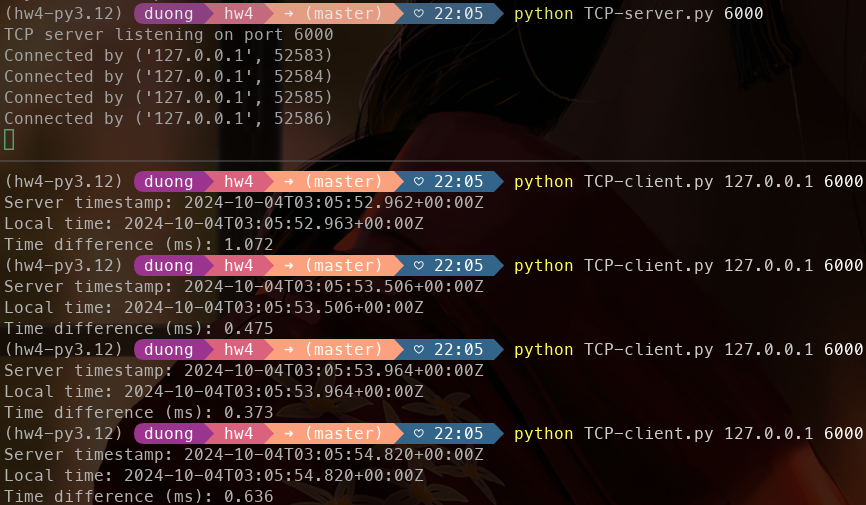 (hw4-py3.12) duong hw4 → (master) ♡ 22:05 python TCP-server.py 6000
TCP server listening on port 6000
Connected by ('127.0.0.1', 52583)
Connected by ('127.0.0.1', 52584)
Connected by ('127.0.0.1', 52585)
Connected by ('127.0.0.1', 52586)
(hw4-py3.12) duong hw4 → (master) ♡ 22:05 python TCP-client.py 127.0.0.1 6000
Server timestamp: 2024-10-04T03:05:52.962+00:00Z
Local time: 2024-10-04T03:05:52.963+00:00Z
Time difference (ms): 1.072
(hw4-py3.12) duong hw4 → (master) ♡ 22:05 python TCP-client.py 127.0.0.1 6000
Server timestamp: 2024-10-04T03:05:53.506+00:00Z
Local time: 2024-10-04T03:05:53.506+00:00Z
Time difference (ms): 0.475
(hw4-py3.12) duong hw4 → (master) ♡ 22:05 python TCP-client.py 127.0.0.1 6000
Server timestamp: 2024-10-04T03:05:53.964+00:00Z
Local time: 2024-10-04T03:05:53.964+00:00Z
Time difference (ms): 0.373
(hw4-py3.12) duong hw4 → (master) ♡ 22:05 python TCP-client.py 127.0.0.1 6000
Server timestamp: 2024-10-04T03:05:54.820+00:00Z
Local time: 2024-10-04T03:05:54.820+00:00Z
Time difference (ms): 0.636